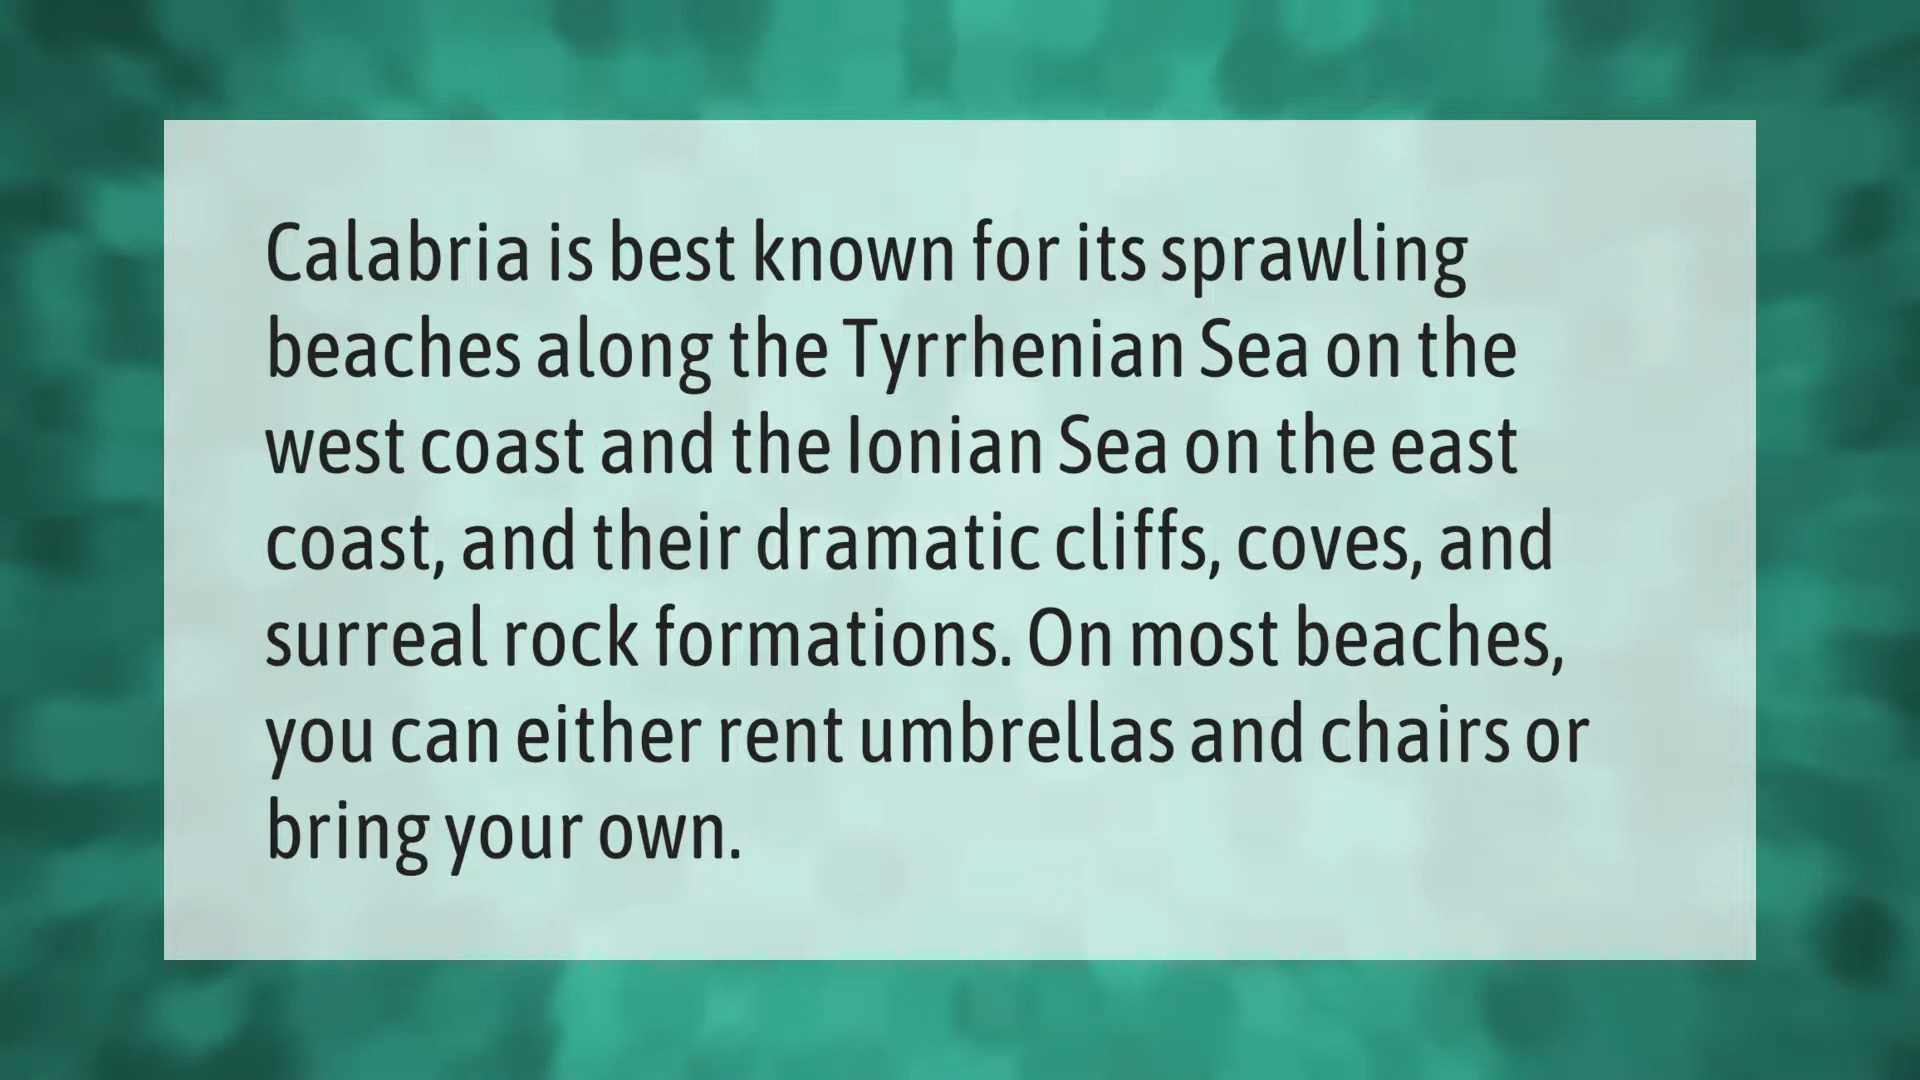 Calabria is best known for its sprawling
beaches along the Tyrrhenian Sea on the
west coast and the Ionian Sea on the east
coast, and their dramatic cliffs, coves, and
surreal rock formations. On most beaches,
you can either rent umbrellas and chairs or
bring your own.